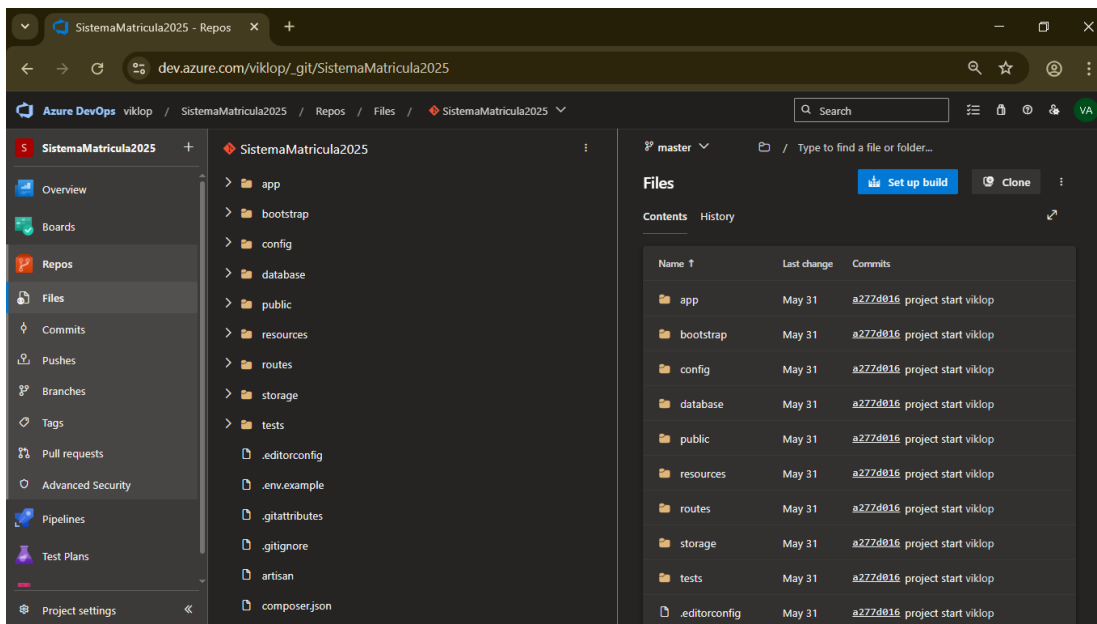 SistemaMatricula2025 - Repos
dev.azure.com/viklop/_git/SistemaMatricula2025
Azure DevOps viklop / SistemaMatricula2025 / Repos / Files / SistemaMatricula2025
Search
VA
S SistemaMatricula2025
Overview
Boards
Repos
Files
Commits
Pushes
Branches
Tags
Pull requests
Advanced Security
Pipelines
Test Plans
Project settings
SistemaMatricula2025
app
bootstrap
config
database
public
resources
routes
storage
tests
.editorconfig
.env.example
.gitattributes
.gitignore
artisan
composer.json
master / Type to find a file or folder...
Files Set up build Clone
Contents History
Name ↑ Last change Commits
app May 31 a277d016 project start viklop
bootstrap May 31 a277d016 project start viklop
config May 31 a277d016 project start viklop
database May 31 a277d016 project start viklop
public May 31 a277d016 project start viklop
resources May 31 a277d016 project start viklop
routes May 31 a277d016 project start viklop
storage May 31 a277d016 project start viklop
tests May 31 a277d016 project start viklop
.editorconfig May 31 a277d016 project start viklop